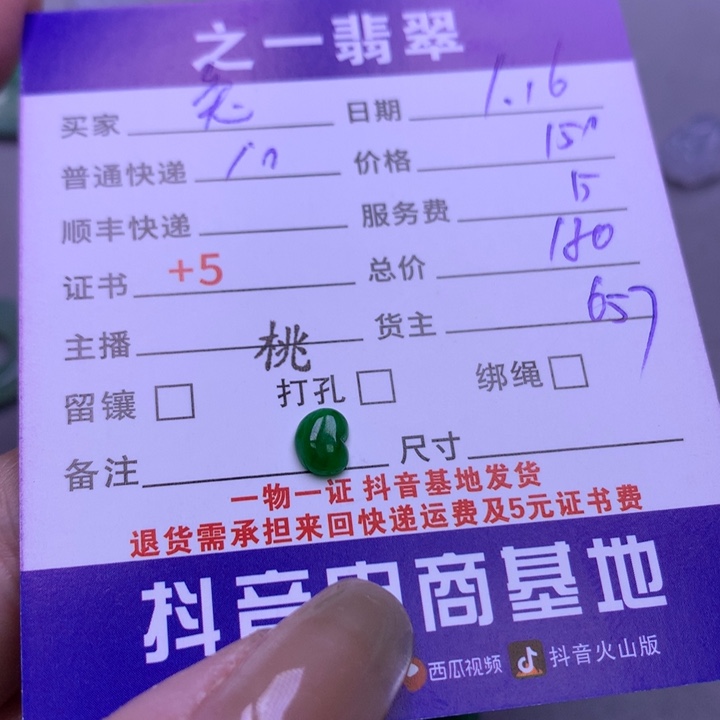 之一翡翠
买家 日期 1.16
普通快递 10 价格 150
顺丰快递 服务费 15
证书 +5 总价 180
主播 桃 货主 657
留镶 打孔 绑绳
备注 尺寸
一物一证 抖音基地发货
退货需承担来回快递运费及5元证书费
抖音电商基地
西瓜视频 抖音火山版